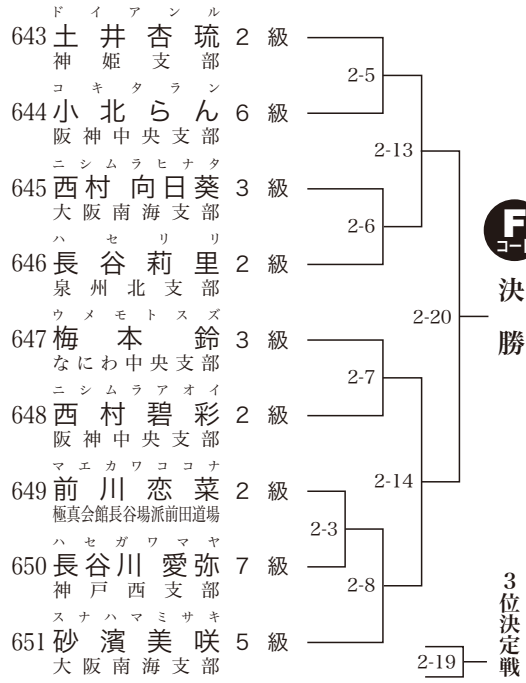 ドイアンル
643 土井杏琉 2 級
神姫支部
2-5
コキタラン
644 小北らん 6 級
阪神中央支部
2-13
ニシムラヒナタ
645 西村 向日葵 3 級
大阪南海支部
2-6
ハセリリ
646 長谷莉里 2 級
泉州北支部
F
コート
決勝
2-20
ウメモトスズ
647 梅本鈴 3 級
なにわ中央支部
2-7
ニシムラアオイ
648 西村碧彩 2 級
阪神中央支部
2-14
マエカワココナ
649 前川恋菜 2 級
極真会館長谷場派前田道場
2-3
ハセガワマヤ
650 長谷川愛弥 7 級
神戸西支部
2-8
スナハマミサキ
651 砂濱美咲 5 級
大阪南海支部
3位決定戦
2-19